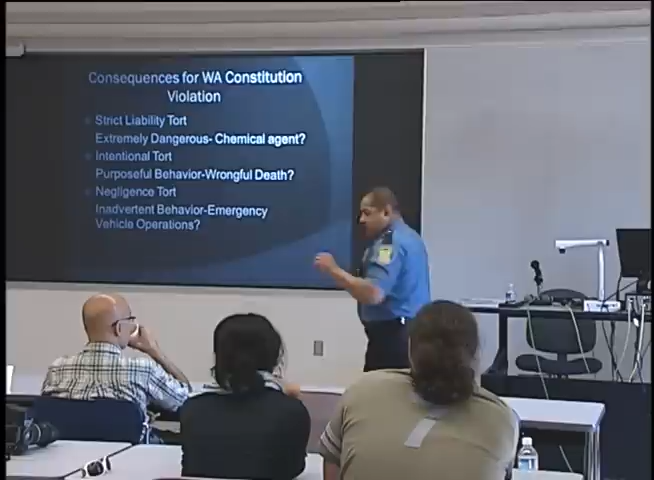 Consequences for WA Constitution
Violation
Strict Liability Tort
Extremely Dangerous- Chemical agent?
Intentional Tort
Purposeful Behavior-Wrongful Death?
Negligence Tort
Inadvertent Behavior-Emergency
Vehicle Operations?